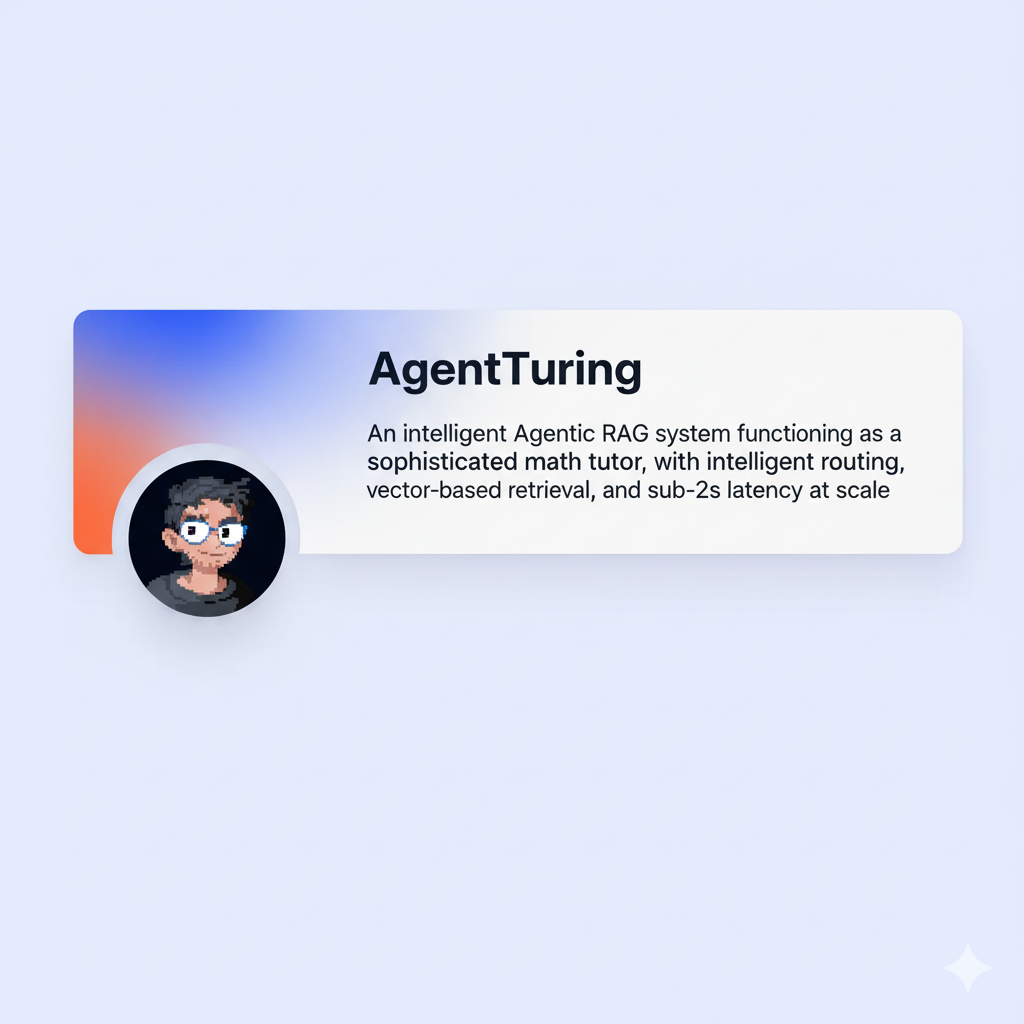 AgentTuring
An intelligent Agentic RAG system functioning as a
sophisticated math tutor, with intelligent routing,
vector-based retrieval, and sub-2s latency at scale